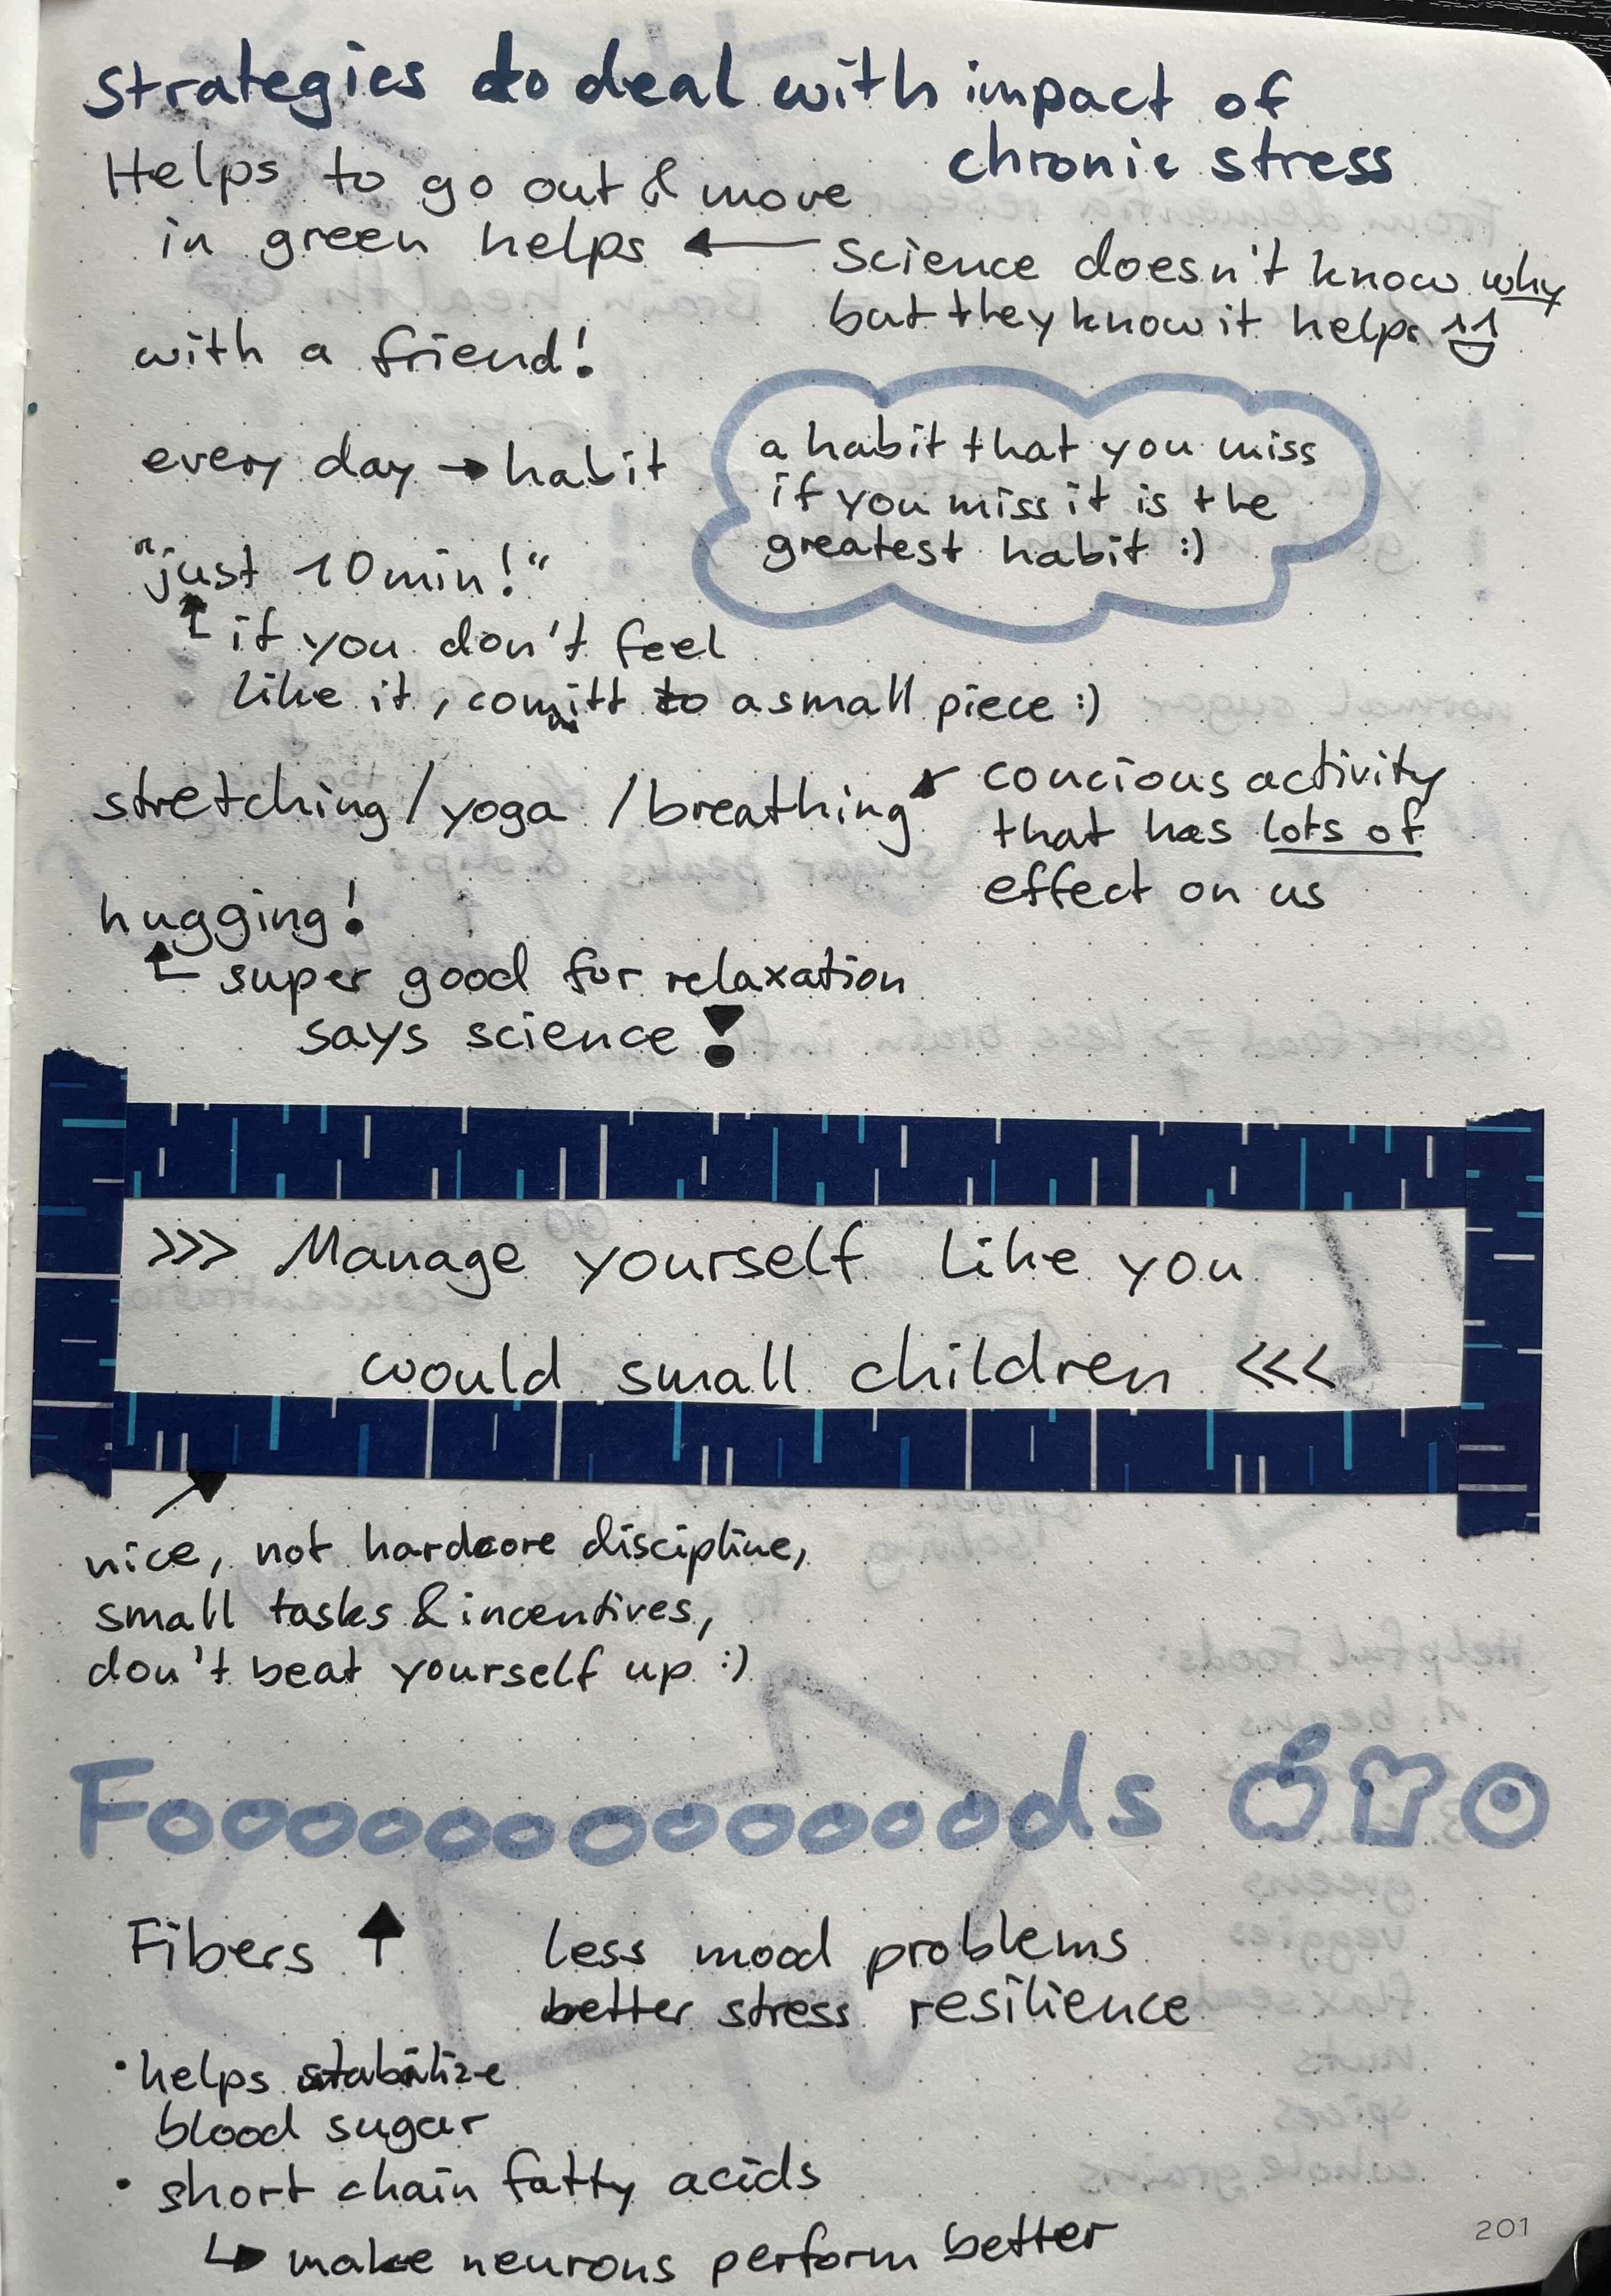 strategies to deal with impact of
chronic stress
Helps to go out & move
in green helps ←
science doesn't know why
but they know it helps
with a friend!
every day → habit
a habit that you miss
if you miss it is the
greatest habit :)
"just 10min!"
if you don't feel
like it, committ to a small piece :)
stretching / yoga / breathing
concious activity
that has lots of
effect on us
hugging!
super good for relaxation
says science!
>>> Manage yourself like you
would small children <<<
nice, not hardcore discipline,
small tasks & incentives,
don't beat yourself up :)
Foooooooooooooods
Fibers ↑
less mood problems
better stress resilience
• helps stabilize
blood sugar
• short chain fatty acids
↳ make neurons perform better
201